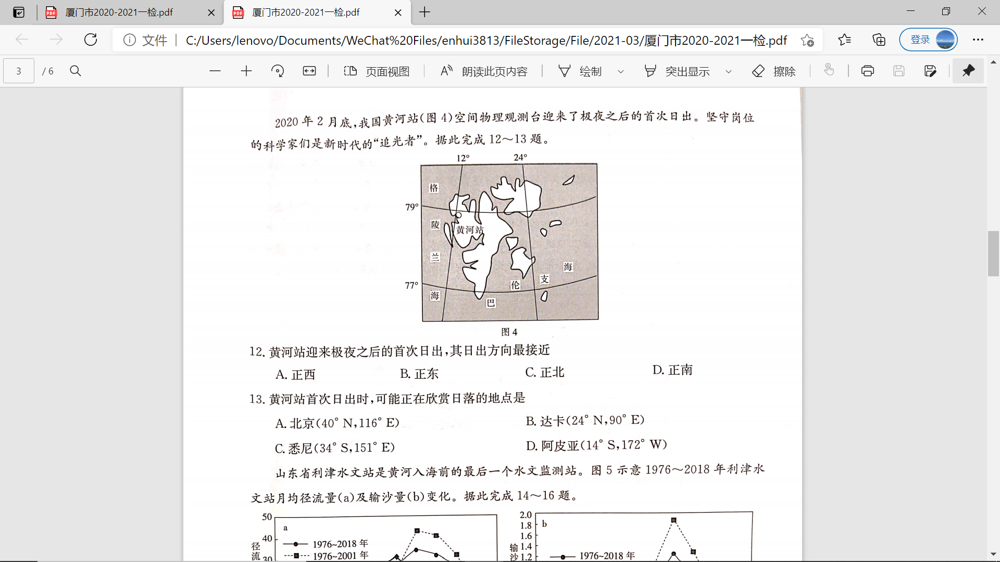 厦门市2020-2021一检.pdf
厦门市2020-2021一检.pdf
文件
C:/Users/lenovo/Documents/WeChat%20Files/enhui3813/FileStorage/File/2021-03/厦门市2020-2021一检.pdf
登录
3 / 6
页面视图
朗读此页内容
绘制
突出显示
擦除
2020 年 2 月底,我国黄河站(图 4)空间物理观测台迎来了极夜之后的首次日出。坚守岗位
的科学家们是新时代的“追光者”。据此完成 12～13 题。
12° 24°
格
79°
陵
黄河站
兰
海
支
77°
伦
海
巴
图 4
12. 黄河站迎来极夜之后的首次日出,其日出方向最接近
A. 正西 B. 正东 C. 正北 D. 正南
13. 黄河站首次日出时,可能正在欣赏日落的地点是
A. 北京(40° N,116° E) B. 达卡(24° N,90° E)
C. 悉尼(34° S,151° E) D. 阿皮亚(14° S,172° W)
山东省利津水文站是黄河入海前的最后一个水文监测站。图 5 示意 1976～2018 年利津水
文站月均径流量(a)及输沙量(b)变化。据此完成 14～16 题。
50
a
40
径
流
30
1976~2018 年
1976~2001 年
2.0
b
1.8
1.6
输
1.4
沙
1.2
1976~2018 年